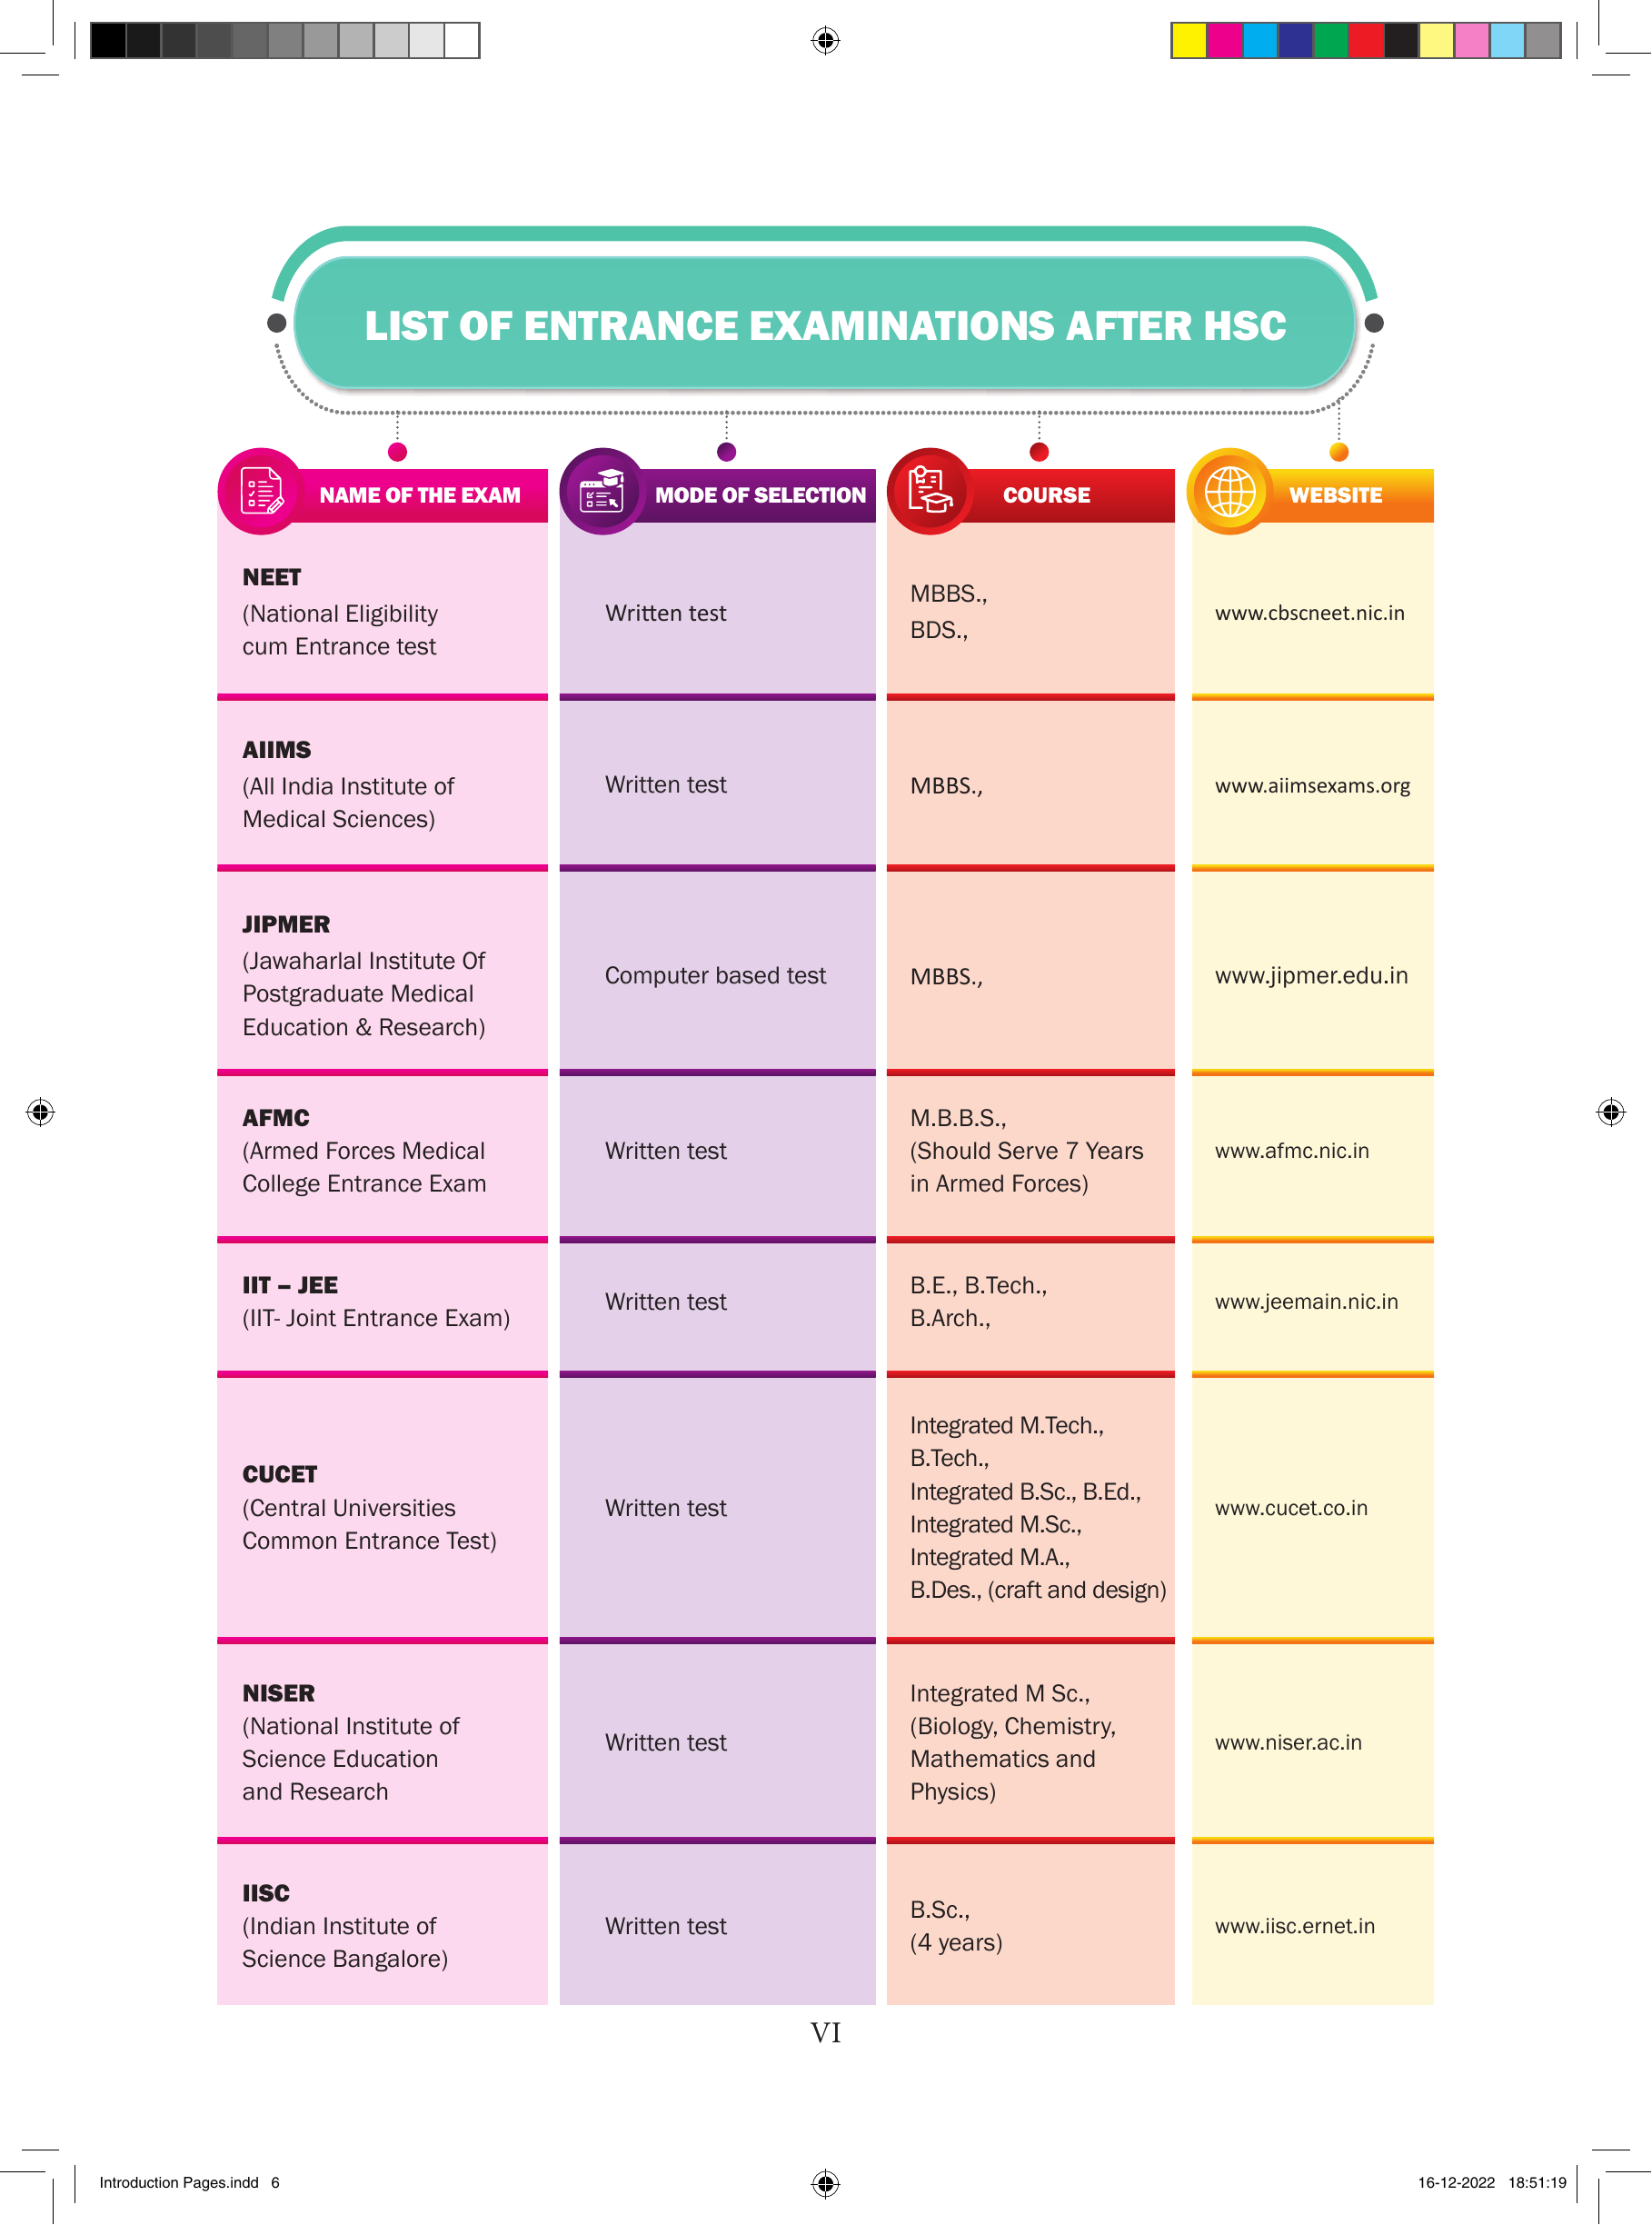 LIST OF ENTRANCE EXAMINATIONS AFTER HSC
NAME OF THE EXAM
MODE OF SELECTION
COURSE
WEBSITE
NEET
(National Eligibility
cum Entrance test
Written test
MBBS.,
BDS.,
www.cbscneet.nic.in
AIIMS
(All India Institute of
Medical Sciences)
Written test
MBBS.,
www.aiimsexams.org
JIPMER
(Jawaharlal Institute Of
Postgraduate Medical
Education & Research)
Computer based test
MBBS.,
www.jipmer.edu.in
AFMC
(Armed Forces Medical
College Entrance Exam
Written test
M.B.B.S.,
(Should Serve 7 Years
in Armed Forces)
www.afmc.nic.in
IIT – JEE
(IIT- Joint Entrance Exam)
Written test
B.E., B.Tech.,
B.Arch.,
www.jeemain.nic.in
CUCET
(Central Universities
Common Entrance Test)
Written test
Integrated M.Tech.,
B.Tech.,
Integrated B.Sc., B.Ed.,
Integrated M.Sc.,
Integrated M.A.,
B.Des., (craft and design)
www.cucet.co.in
NISER
(National Institute of
Science Education
and Research
Written test
Integrated M Sc.,
(Biology, Chemistry,
Mathematics and
Physics)
www.niser.ac.in
IISC
(Indian Institute of
Science Bangalore)
Written test
B.Sc.,
(4 years)
www.iisc.ernet.in
VI
Introduction Pages.indd 6
16-12-2022 18:51:19